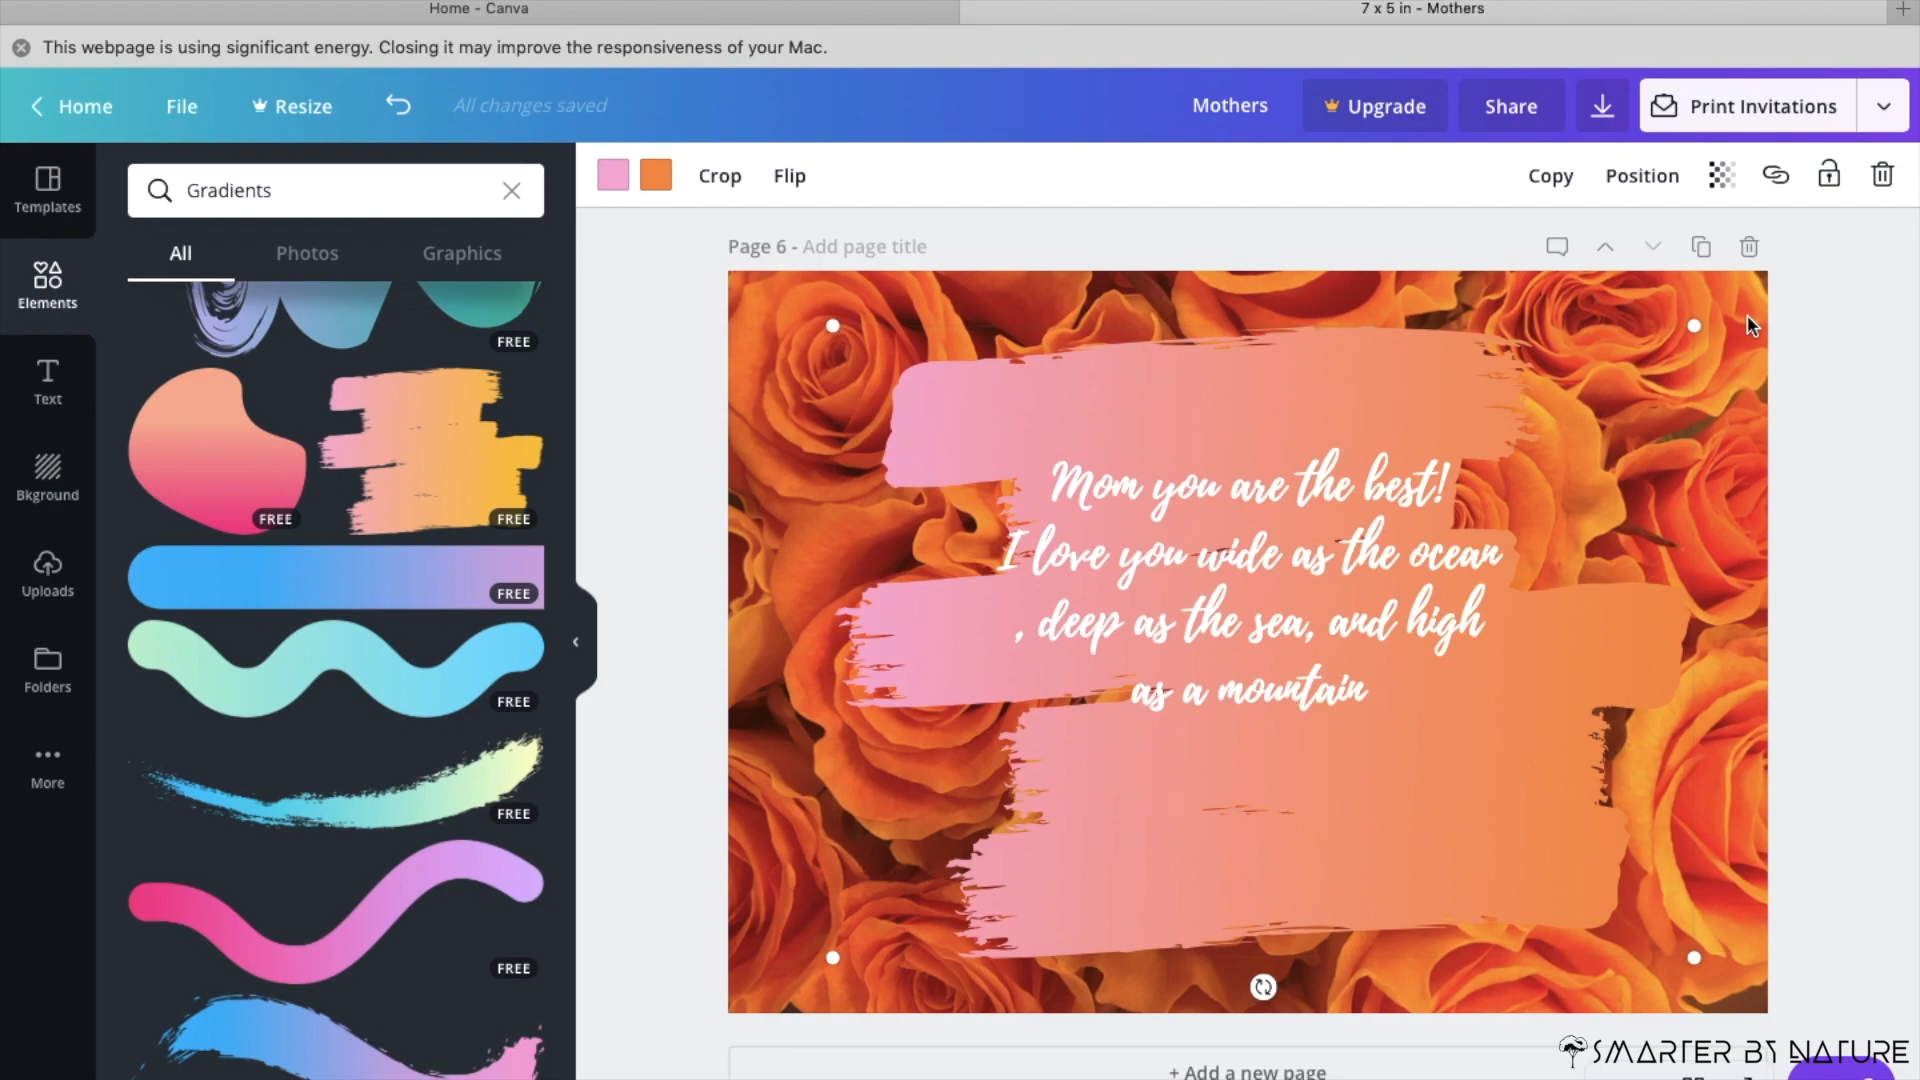 Home - Canva
7 x 5 in - Mothers
This webpage is using significant energy. Closing it may improve the responsiveness of your Mac.
Home
File
Resize
All changes saved
Mothers
Upgrade
Share
Print Invitations
Templates
Elements
Text
Bkground
Uploads
Folders
More
Gradients
All
Photos
Graphics
FREE
FREE
FREE
FREE
FREE
FREE
FREE
Crop
Flip
Copy
Position
Page 6 - Add page title
Mom you are the best!
I love you wide as the ocean
, deep as the sea, and high
as a mountain
+ Add a new page
SMARTER BY NATURE